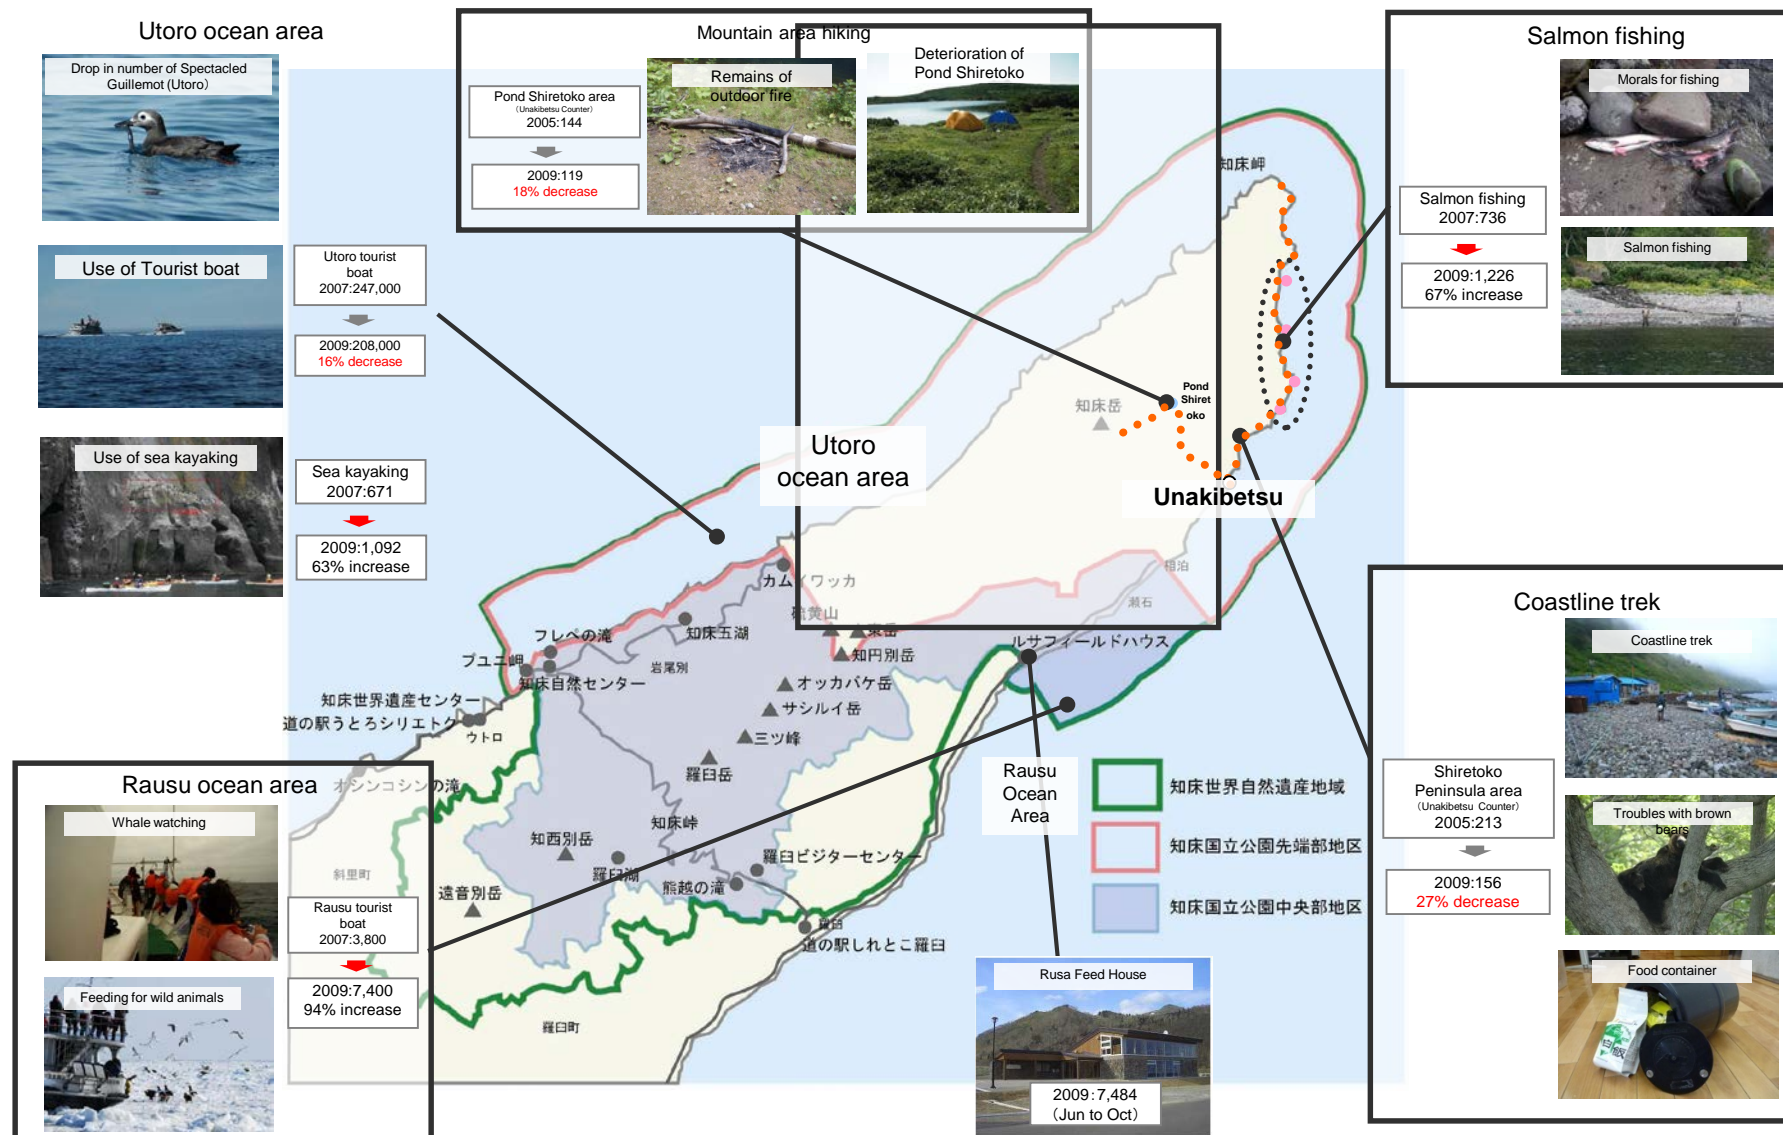 Utoro ocean area
Drop in number of Spectacled
Guillemot (Utoro)
Use of Tourist boat
Utoro tourist
boat
2007:247,000
2009:208,000
16% decrease
Use of sea kayaking
Sea kayaking
2007:671
2009:1,092
63% increase
Mountain area hiking
Pond Shiretoko area
(Unakibetsu Counter)
2005:144
2009:119
18% decrease
Remains of
outdoor fire
Deterioration of
Pond Shiretoko
Salmon fishing
Morals for fishing
Salmon fishing
2007:736
2009:1,226
67% increase
Salmon fishing
知床岬
Pond
Shiret
oko
知床岳
Utoro
ocean area
Unakibetsu
相泊
瀬石
カムイワッカ
硫黄山
東岳
知円別岳
ルサフィールドハウス
知床五湖
フレペの滝
プユニ岬
岩尾別
知床自然センター
オッカバケ岳
サシルイ岳
三ツ峰
羅臼岳
知床世界遺産センター
道の駅うとろシリエトク
ウトロ
オシンコシンの滝
知床峠
知西別岳
羅臼湖
羅臼ビジターセンター
熊越の滝
遠音別岳
斜里町
羅臼
道の駅しれとこ羅臼
羅臼町
Rausu
Ocean
Area
知床世界自然遺産地域
知床国立公園先端部地区
知床国立公園中央部地区
Rausu ocean area
Whale watching
Rausu tourist
boat
2007:3,800
2009:7,400
94% increase
Feeding for wild animals
Rusa Feed House
2009:7,484
(Jun to Oct)
Coastline trek
Coastline trek
Shiretoko
Peninsula area
(Unakibetsu Counter)
2005:213
2009:156
27% decrease
Troubles with brown
bears
Food container
白飯